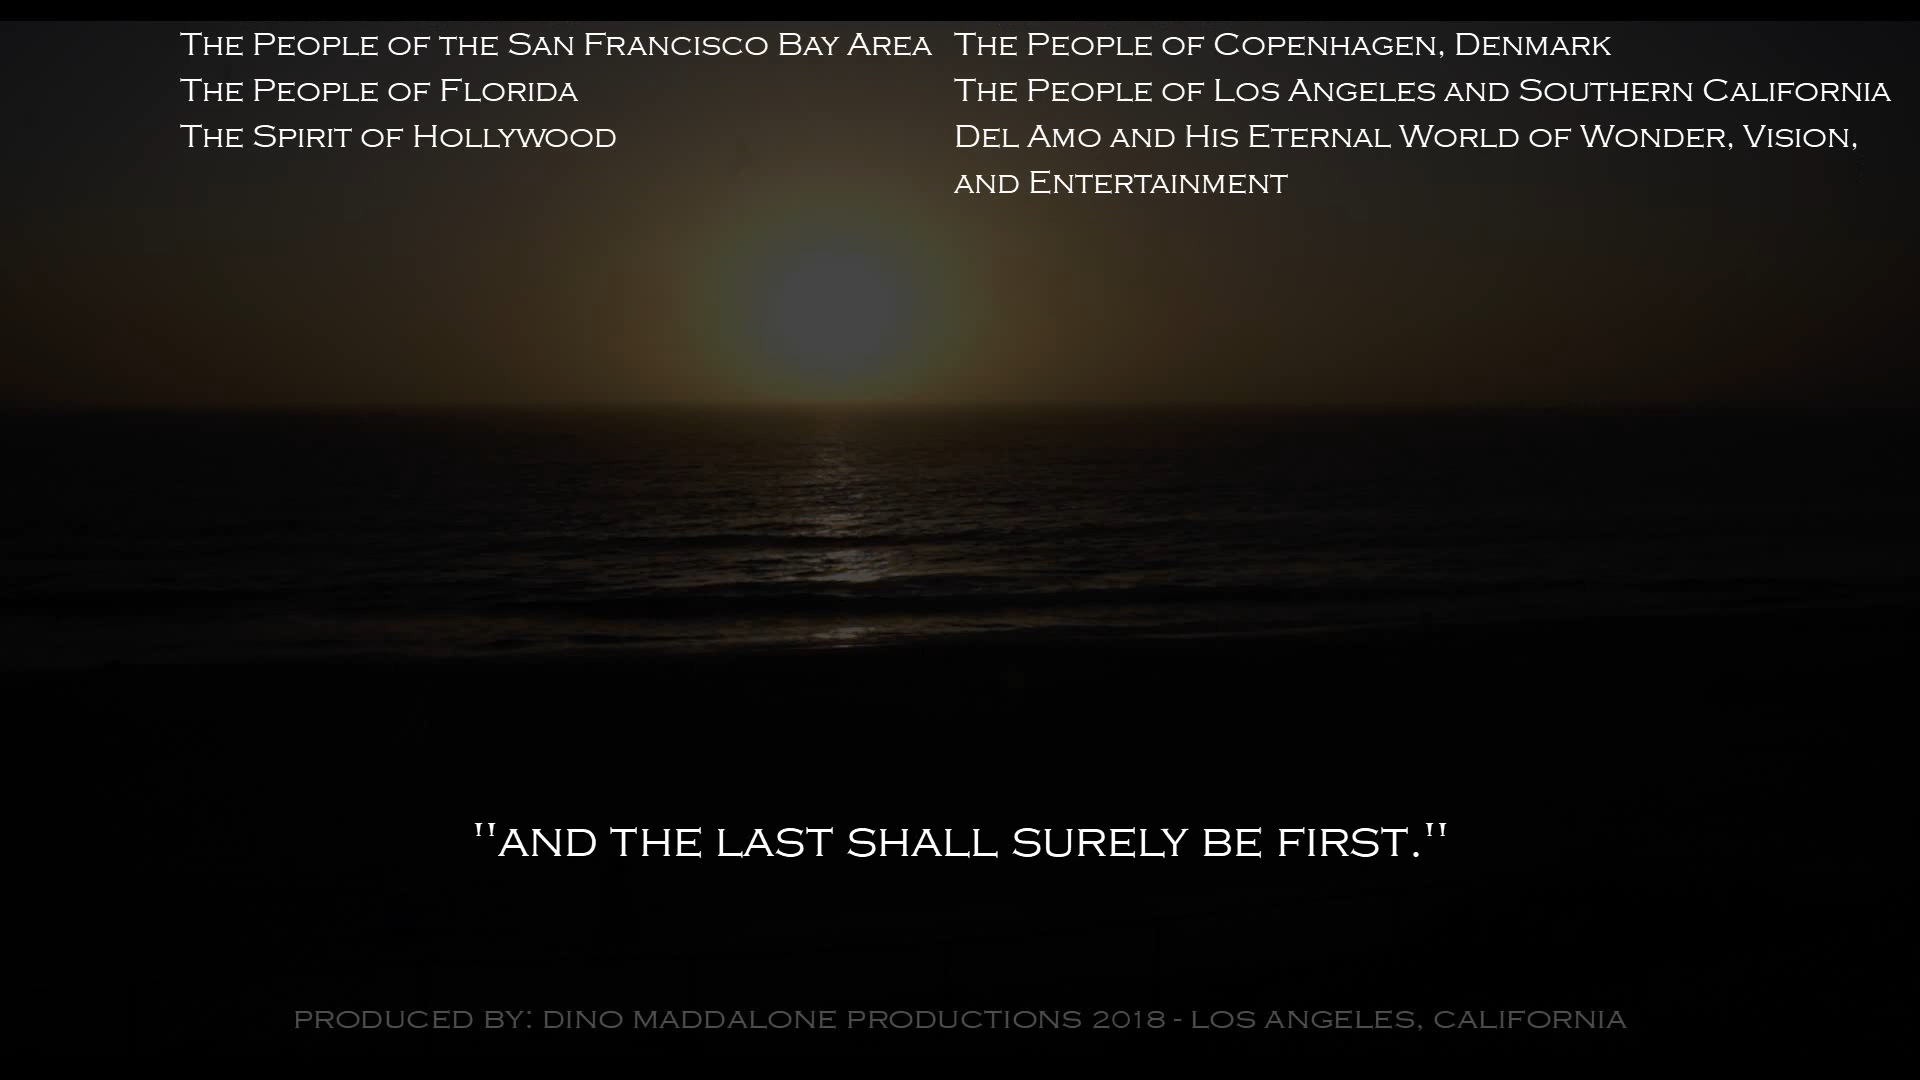 The People of the San Francisco Bay Area
The People of Florida
The Spirit of Hollywood
The People of Copenhagen, Denmark
The People of Los Angeles and Southern California
Del Amo and His Eternal World of Wonder, Vision,
and Entertainment
"AND THE LAST SHALL SURELY BE FIRST."
PRODUCED BY: DINO MADDALONE PRODUCTIONS 2018 - LOS ANGELES, CALIFORNIA